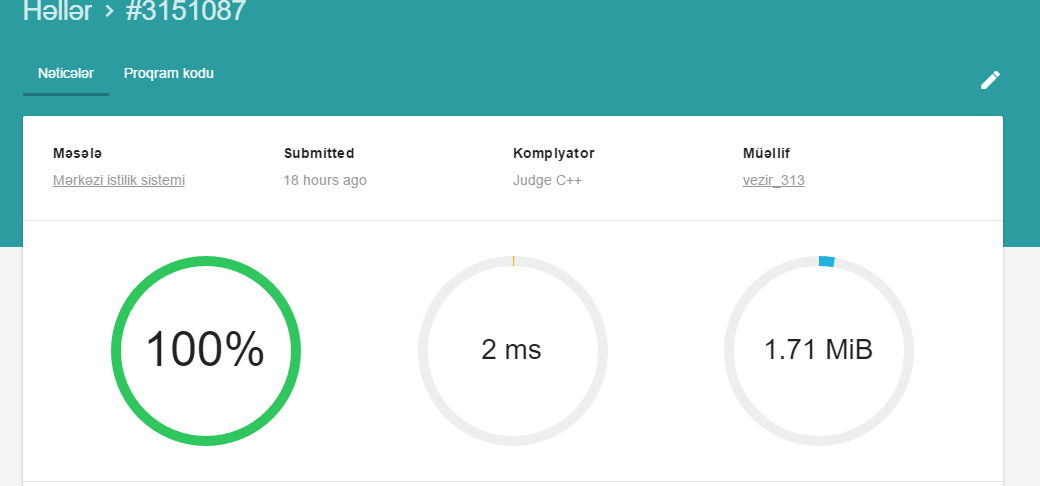 Həllər › #3151087
Nəticələr Proqram kodu
Məsələ Submitted Komplyator Müəllif
Mərkəzi istilik sistemi 18 hours ago Judge C++ vezir_313
100% 2 ms 1.71 MiB